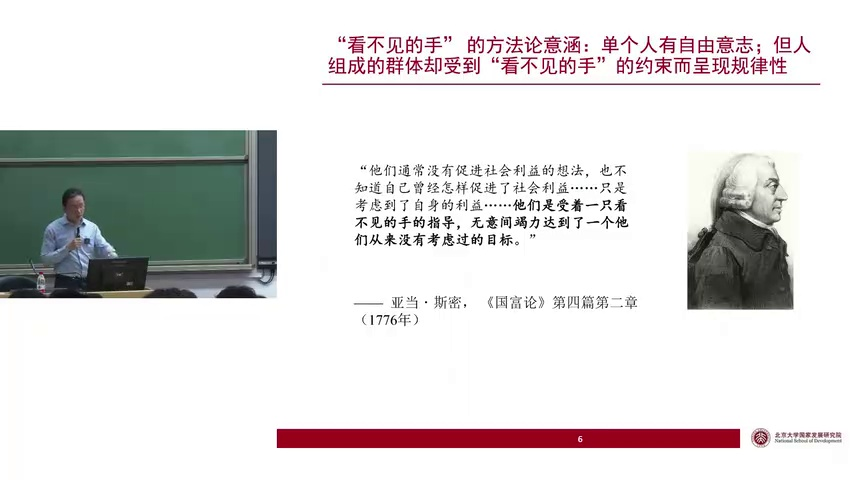 “看不见的手” 的方法论意涵：单个人有自由意志；但人
组成的群体却受到“看不见的手”的约束而呈现规律性
“他们通常没有促进社会利益的想法，也不
知道自己曾经怎样促进了社会利益……只是
考虑到了自身的利益……他们是受着一只看
不见的手的指导，无意间竭力达到了一个他
们从来没有考虑过的目标。”
—— 亚当·斯密， 《国富论》第四篇第二章
（1776年）
6
北京大学国家发展研究院
National School of Development